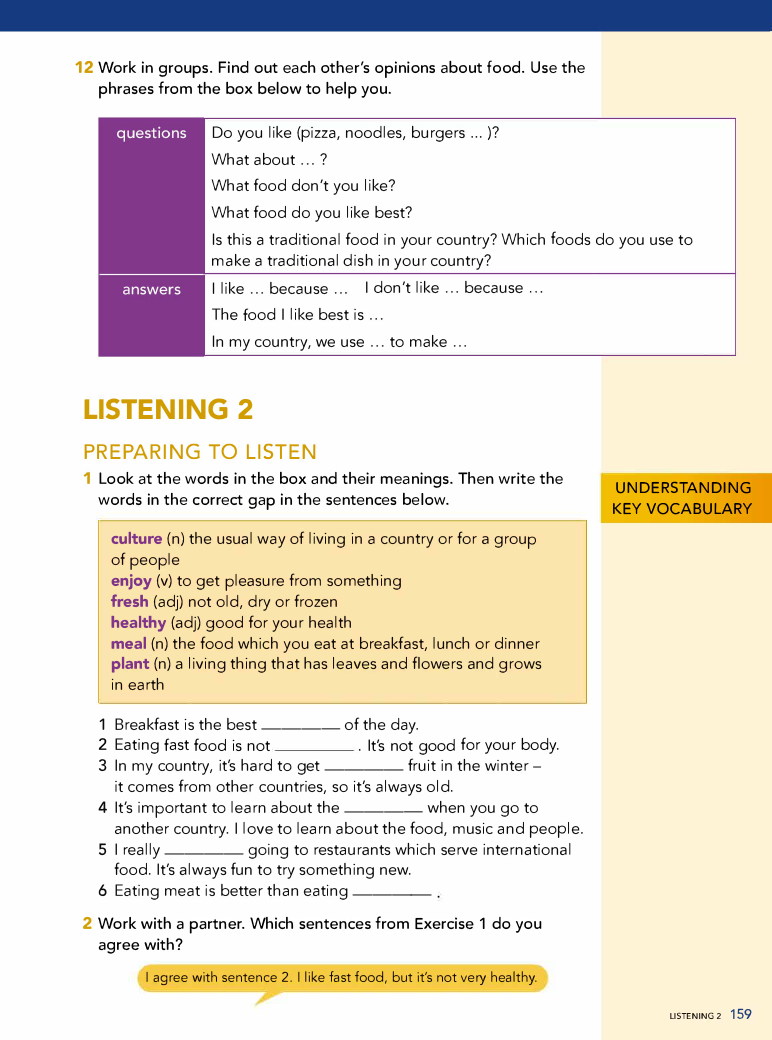 12 Work in groups. Find out each other's opinions about food. Use the
phrases from the box below to help you.
questions
Do you like (pizza, noodles, burgers ... )?
What about ... ?
What food don't you like?
What food do you like best?
Is this a traditional food in your country? Which foods do you use to
make a traditional dish in your country?
answers
I like ... because ... I don't like ... because ...
The food I like best is ...
In my country, we use ... to make ...
LISTENING 2
PREPARING TO LISTEN
1 Look at the words in the box and their meanings. Then write the
words in the correct gap in the sentences below.
UNDERSTANDING
KEY VOCABULARY
culture (n) the usual way of living in a country or for a group
of people
enjoy (v) to get pleasure from something
fresh (adj) not old, dry or frozen
healthy (adj) good for your health
meal (n) the food which you eat at breakfast, lunch or dinner
plant (n) a living thing that has leaves and flowers and grows
in earth
1 Breakfast is the best ________ of the day.
2 Eating fast food is not ________ . It's not good for your body.
3 In my country, it's hard to get ________ fruit in the winter –
it comes from other countries, so it's always old.
4 It's important to learn about the ________ when you go to
another country. I love to learn about the food, music and people.
5 I really ________ going to restaurants which serve international
food. It's always fun to try something new.
6 Eating meat is better than eating ________ .
2 Work with a partner. Which sentences from Exercise 1 do you
agree with?
I agree with sentence 2. I like fast food, but it's not very healthy.
LISTENING 2 159